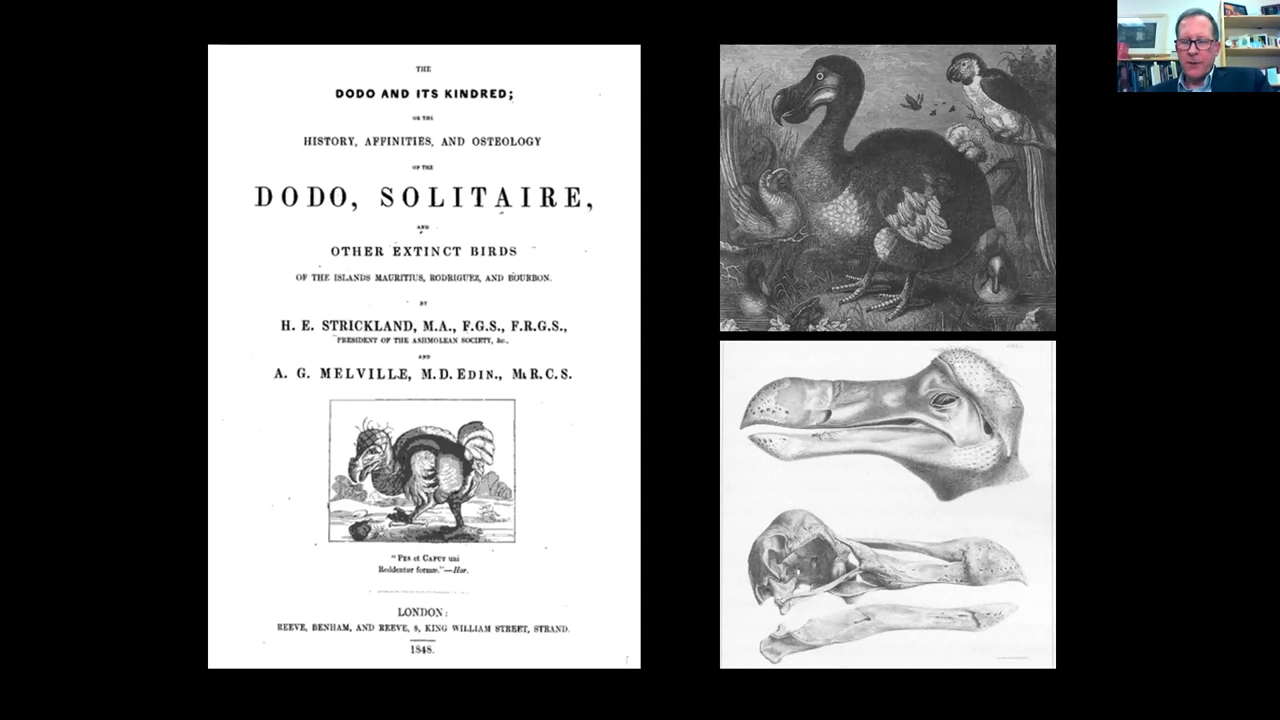 THE
DODO AND ITS KINDRED;
OR THE
HISTORY, AFFINITIES, AND OSTEOLOGY
OF THE
DODO, SOLITAIRE,
AND
OTHER EXTINCT BIRDS
OF THE ISLANDS MAURITIUS, RODRIGUEZ, AND BOURBON.
BY
H. E. STRICKLAND, M.A., F.G.S., F.R.G.S.,
PRESIDENT OF THE ASHMOLEAN SOCIETY, &c.,
AND
A. G. MELVILLE, M.D. EDIN., M.R.C.S.
"PES et CAPUT uni
Reddentur formæ."—Hor.
LONDON:
REEVE, BENHAM, AND REEVE, 8, KING WILLIAM STREET, STRAND.
1848.